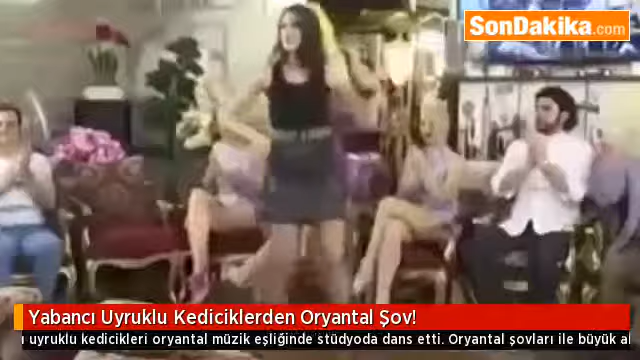 SonDakika.com
Yabancı Uyruklu Kediciklerden Oryantal Şov!
ı uyruklu kedicikleri oryantal müzik eşliğinde stüdyoda dans etti. Oryantal şovları ile büyük al